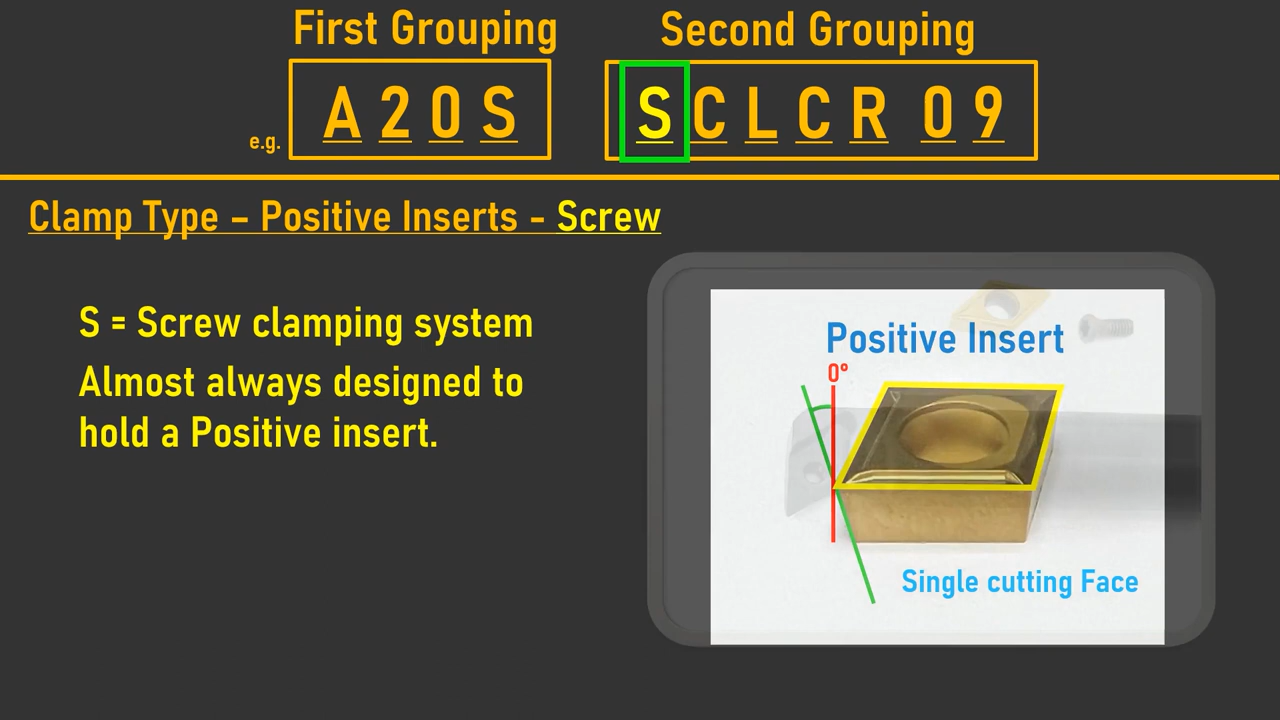 First Grouping
Second Grouping
e.g.
A 2 0 S
S C L C R 0 9
Clamp Type – Positive Inserts - Screw
S = Screw clamping system
Almost always designed to
hold a Positive insert.
Positive Insert
0°
Single cutting Face